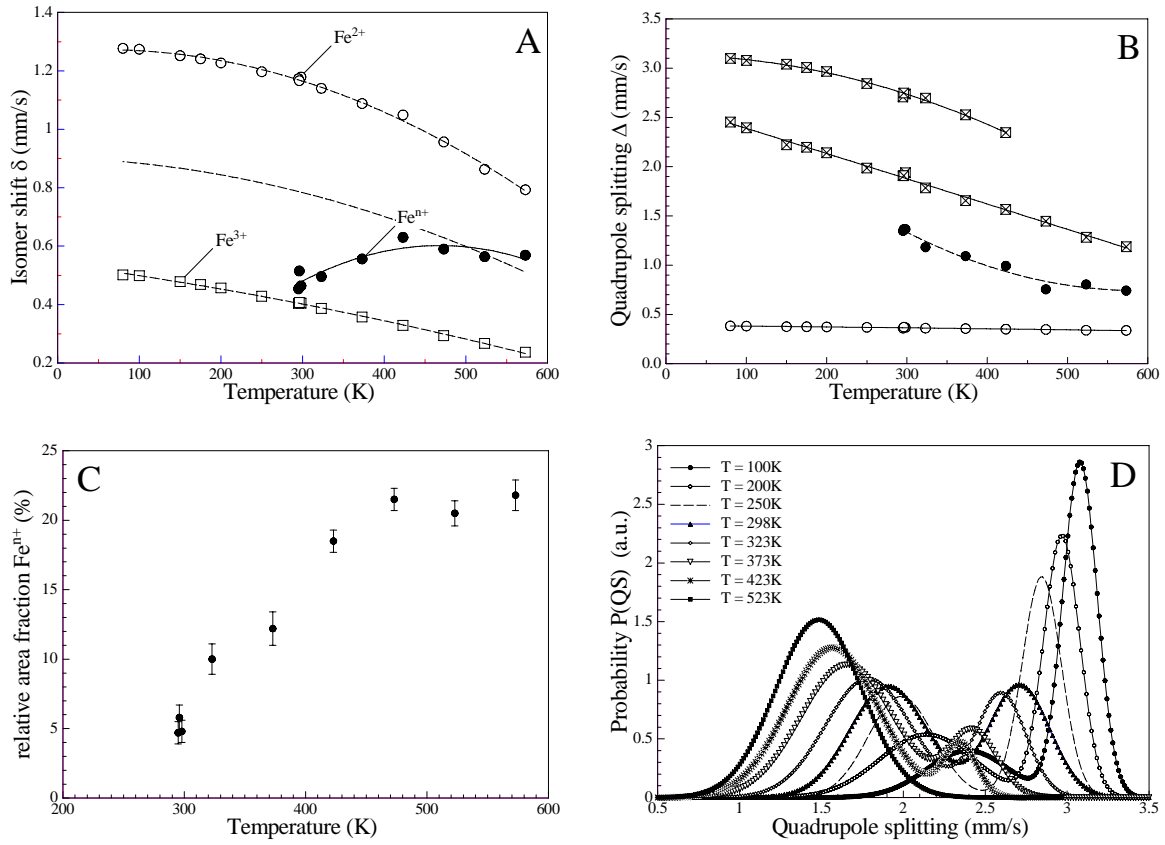 A
Fe2+
Fen+
Fe3+
Isomer shift δ (mm/s)
1.4
1.2
1
0.8
0.6
0.4
0.2
0 100 200 300 400 500 600
Temperature (K)
B
Quadrupole splitting Δ (mm/s)
3.5
3.0
2.5
2.0
1.5
1.0
0.5
0.0
0 100 200 300 400 500 600
Temperature (K)
C
relative area fraction Fen+ (%)
25
20
15
10
5
0
200 300 400 500 600
Temperature (K)
D
T = 100K
T = 200K
T = 250K
T = 298K
T = 323K
T = 373K
T = 423K
T = 523K
Probability P(QS) (a.u.)
3
2.5
2
1.5
1
0.5
0
0.5 1 1.5 2 2.5 3 3.5
Quadrupole splitting (mm/s)